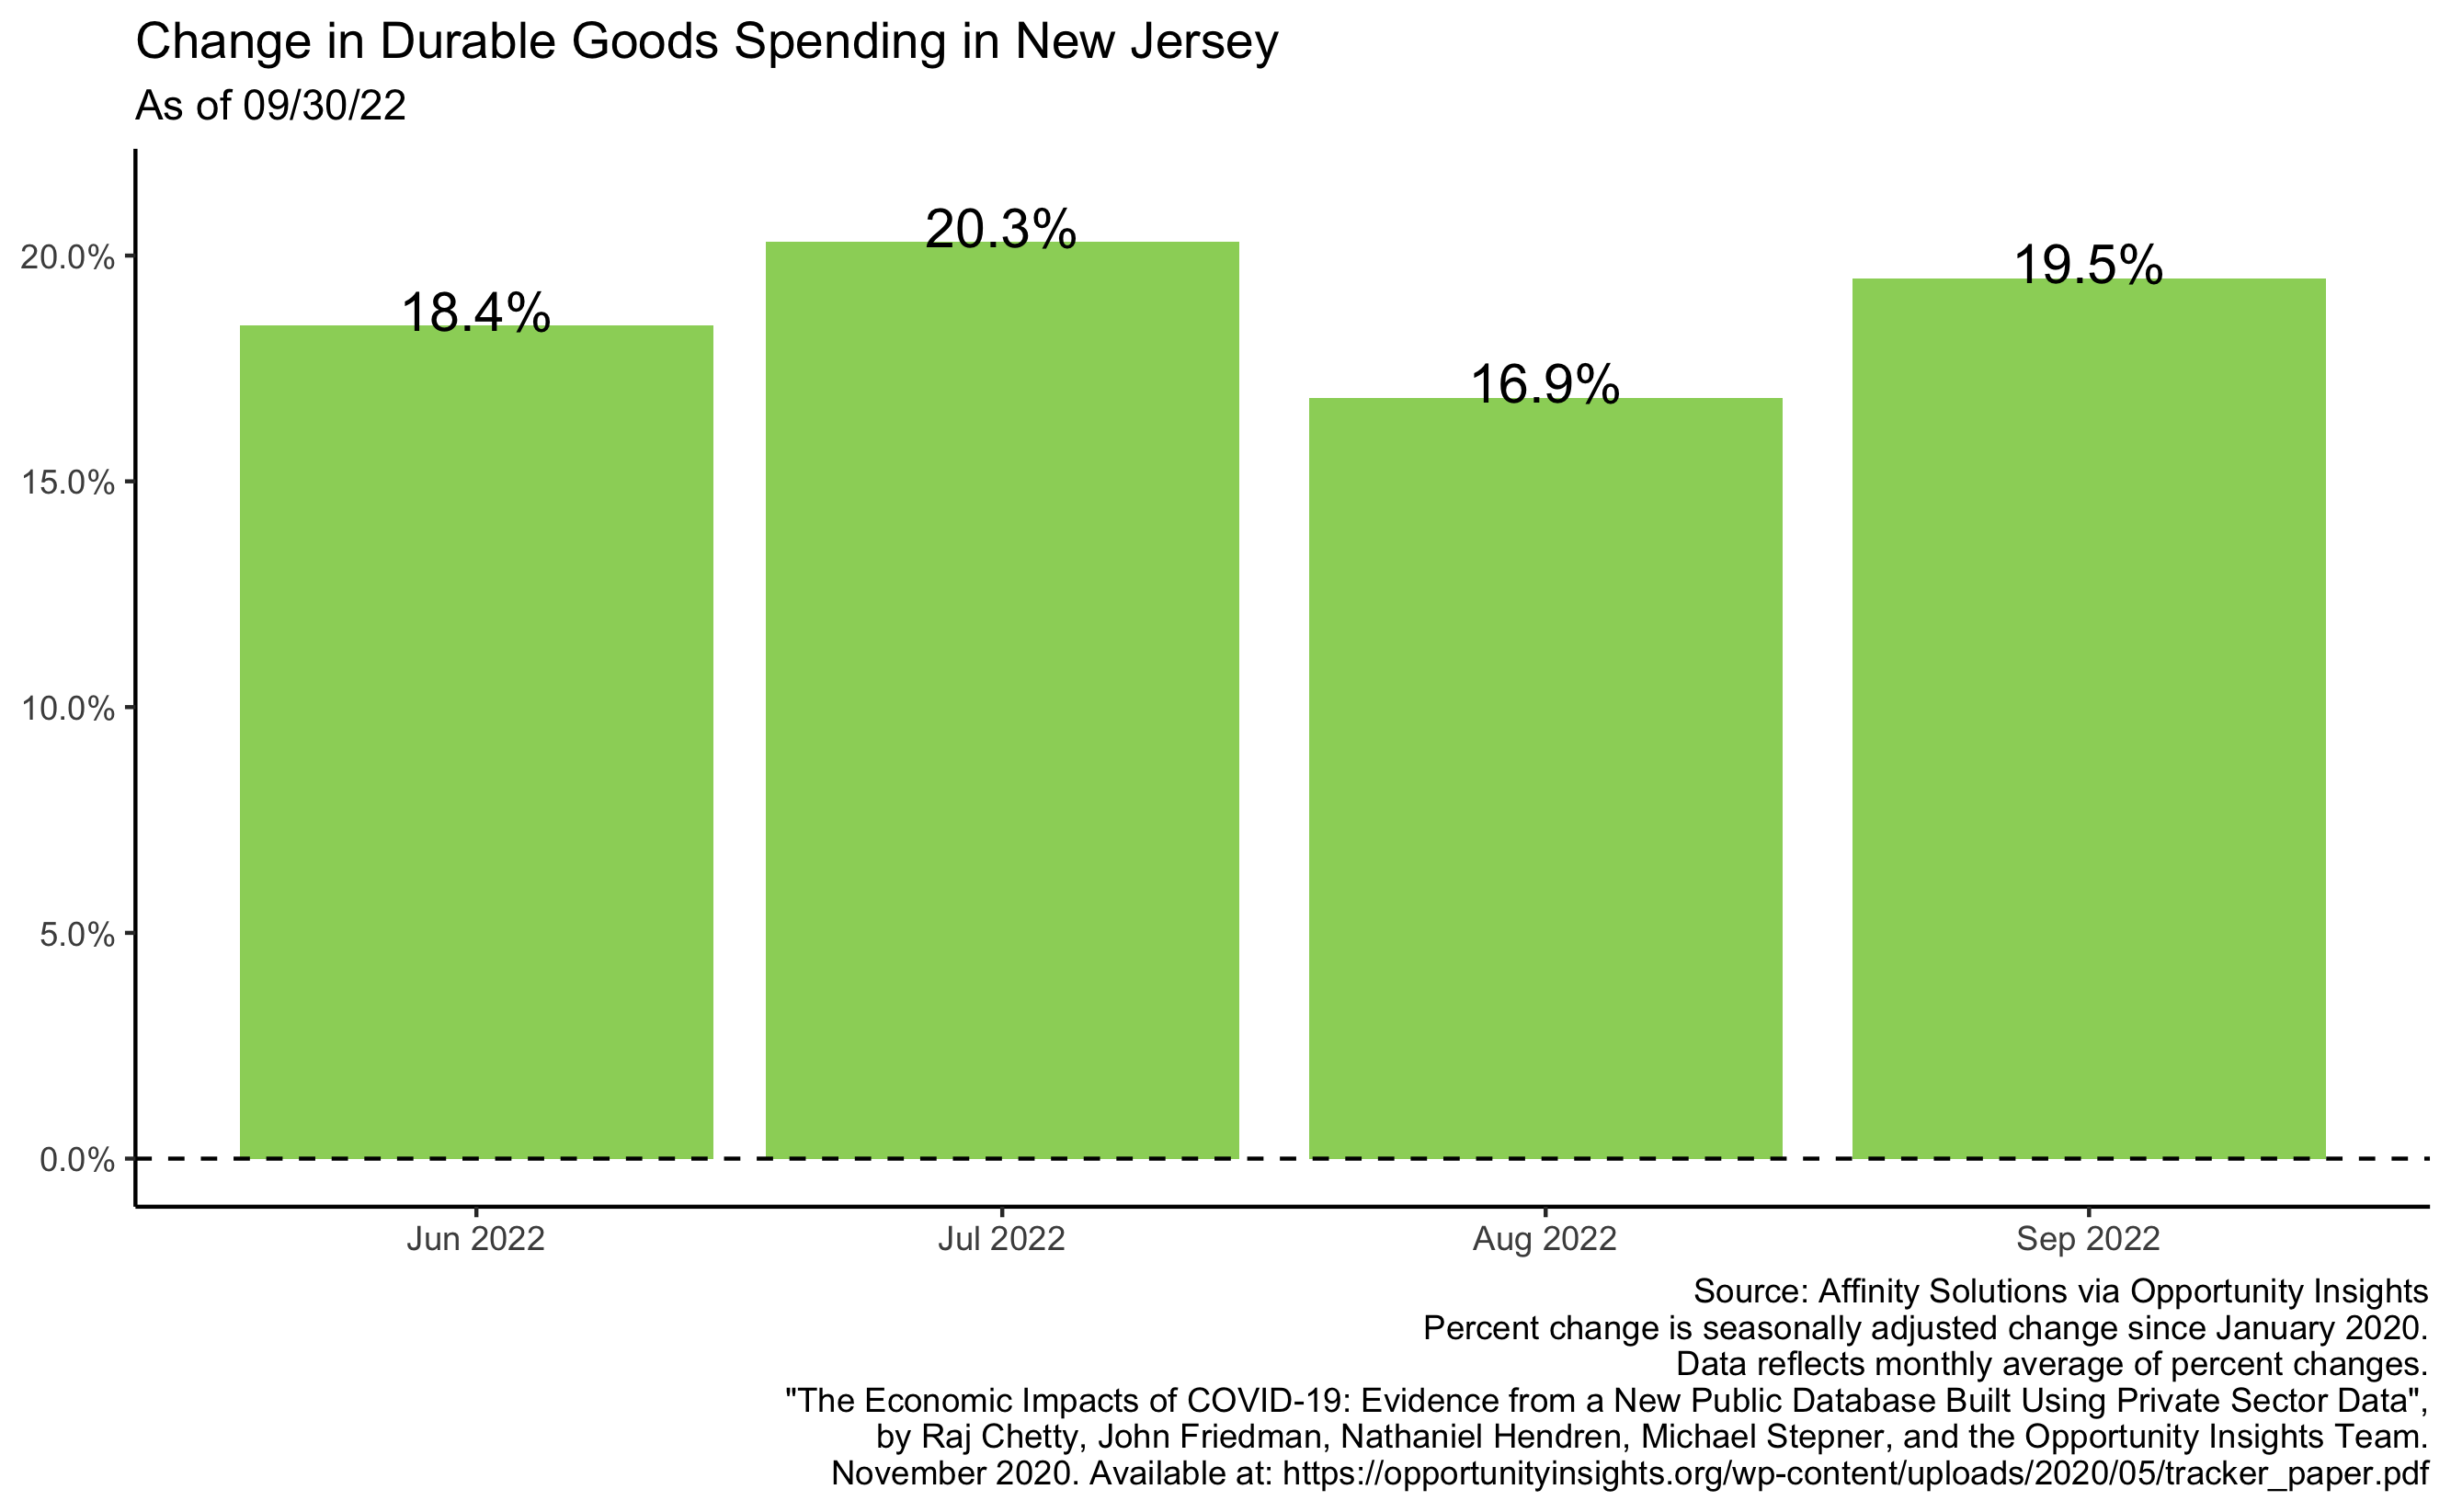 Change in Durable Goods Spending in New Jersey
As of 09/30/22
20.3%
19.5%
18.4%
16.9%
20.0%
15.0%
10.0%
5.0%
0.0%
Jun 2022
Jul 2022
Aug 2022
Sep 2022
Source: Affinity Solutions via Opportunity Insights
Percent change is seasonally adjusted change since January 2020.
Data reflects monthly average of percent changes.
"The Economic Impacts of COVID-19: Evidence from a New Public Database Built Using Private Sector Data",
by Raj Chetty, John Friedman, Nathaniel Hendren, Michael Stepner, and the Opportunity Insights Team.
November 2020. Available at: https://opportunityinsights.org/wp-content/uploads/2020/05/tracker_paper.pdf